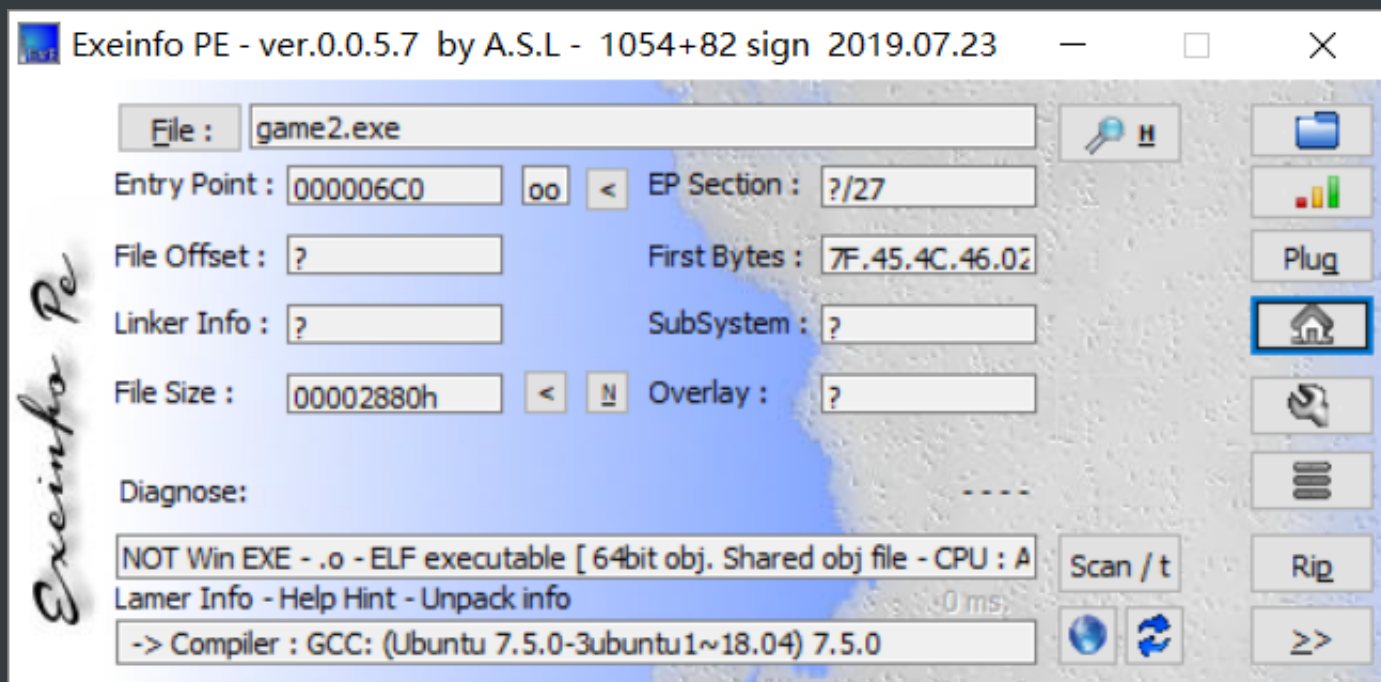 Exeinfo PE - ver.0.0.5.7 by A.S.L - 1054+82 sign 2019.07.23
File : game2.exe H
Entry Point : 000006C0 oo < EP Section : ?/27
File Offset : ? First Bytes : 7F.45.4C.46.02 Plug
Linker Info : ? SubSystem : ?
File Size : 00002880h < N Overlay : ?
Exeinfo Pe
Diagnose: - - - -
NOT Win EXE - .o - ELF executable [ 64bit obj. Shared obj file - CPU : A Scan / t Rip
Lamer Info - Help Hint - Unpack info 0 ms.
-> Compiler : GCC: (Ubuntu 7.5.0-3ubuntu1~18.04) 7.5.0 >>